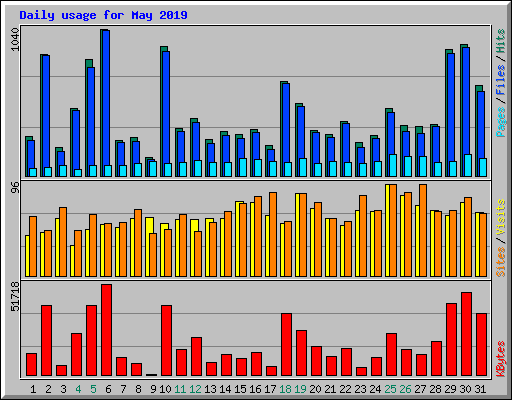 Daily usage for May 2019
1040
Pages / Files / Hits
96
Sites / Visits
51718
KBytes
1 2 3 4 5 6 7 8 9 10 11 12 13 14 15 16 17 18 19 20 21 22 23 24 25 26 27 28 29 30 31